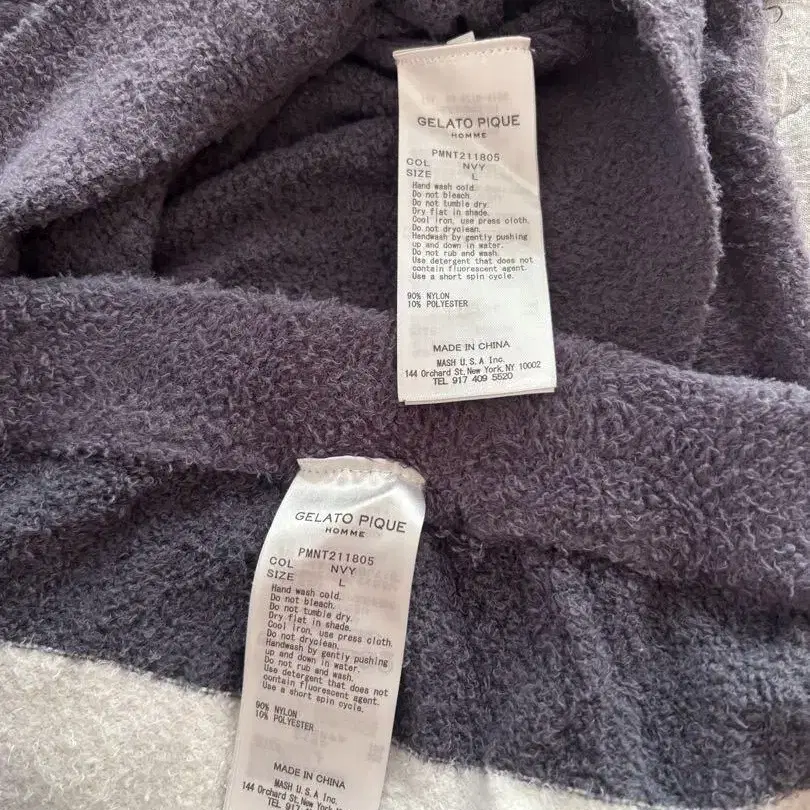 GELATO PIQUE
HOMME
PMNT211805
COL NVY
SIZE L
Hand wash cold.
Do not bleach.
Do not tumble dry.
Dry flat in shade.
Cool iron, use press cloth.
Do not dryclean.
Handwash by gently pushing
up and down in water.
Do not rub and wash.
Use detergent that does not
contain fluorescent agent.
Use a short spin cycle.
90% NYLON
10% POLYESTER
MADE IN CHINA
MASH U.S.A Inc.
144 Orchard St, New York, NY 10002
TEL 917 409 5520
GELATO PIQUE
HOMME
PMNT211805
COL NVY
SIZE L
Hand wash cold.
Do not bleach.
Do not tumble dry.
Dry flat in shade.
Cool iron, use press cloth.
Do not dryclean.
Handwash by gently pushing
up and down in water.
Do not rub and wash.
Use detergent that does not
contain fluorescent agent.
Use a short spin cycle.
90% NYLON
10% POLYESTER
MADE IN CHINA
MASH U.S.A Inc.
144 Orchard St, New York,
TEL 917